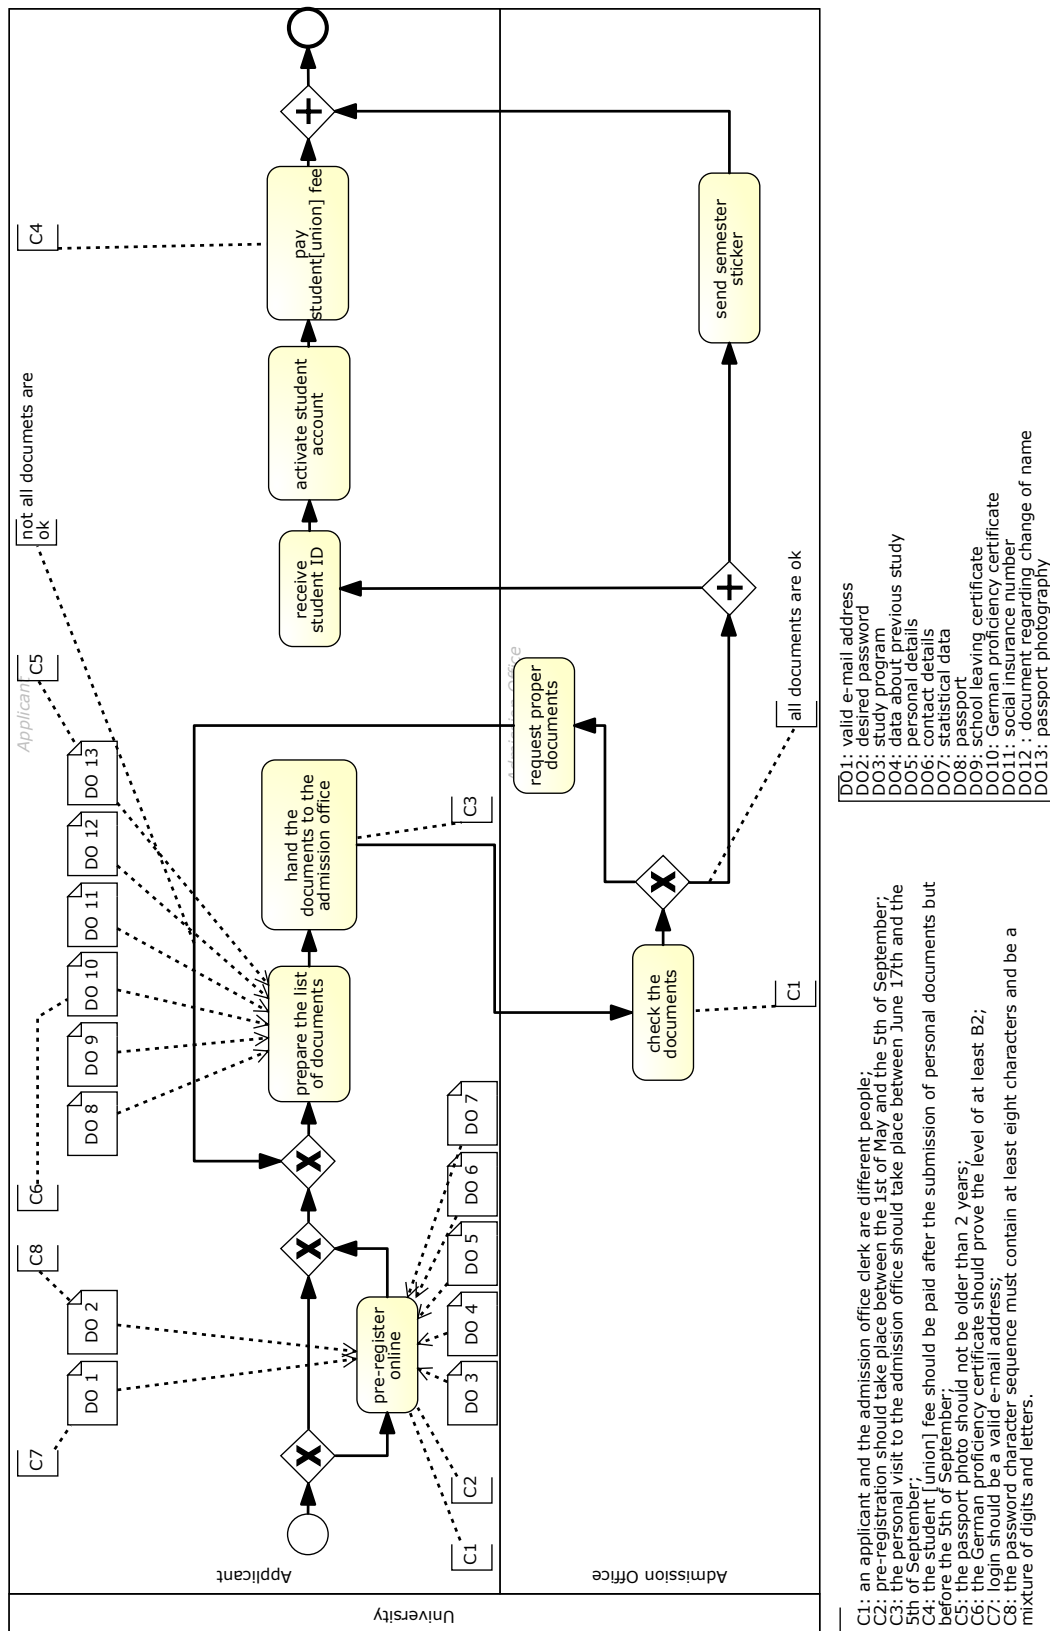 University
Applicant
Admission Office
Applicant
C7
C8
C6
C5
not all documets are
ok
C4
DO 1
DO 2
DO 8
DO 9
DO 10
DO 11
DO 12
DO 13
pre-register
online
C1
C2
DO 3
DO 4
DO 5
DO 6
DO 7
prepare the list
of documents
hand the
documents to the
admission office
C3
receive
student ID
activate student
account
pay
student[union] fee
check the
documents
C1
request proper
documents
all documents are ok
send semester
sticker
C1: an applicant and the admission office clerk are different people;
C2: pre-registration should take place between the 1st of May and the 5th of September;
C3: the personal visit to the admission office should take place between June 17th and the
5th of September;
C4: the student [union] fee should be paid after the submission of personal documents but
before the 5th of September;
C5: the passport photo should not be older than 2 years;
C6: the German proficiency certificate should prove the level of at least B2;
C7: login should be a valid e-mail address;
C8: the password character sequence must contain at least eight characters and be a
mixture of digits and letters.
DO1: valid e-mail address
DO2: desired password
DO3: study program
DO4: data about previous study
DO5: personal details
DO6: contact details
DO7: statistical data
DO8: passport
DO9: school leaving certificate
DO10: German proficiency certificate
DO11: social insurance number
DO12 : document regarding change of name
DO13: passport photography